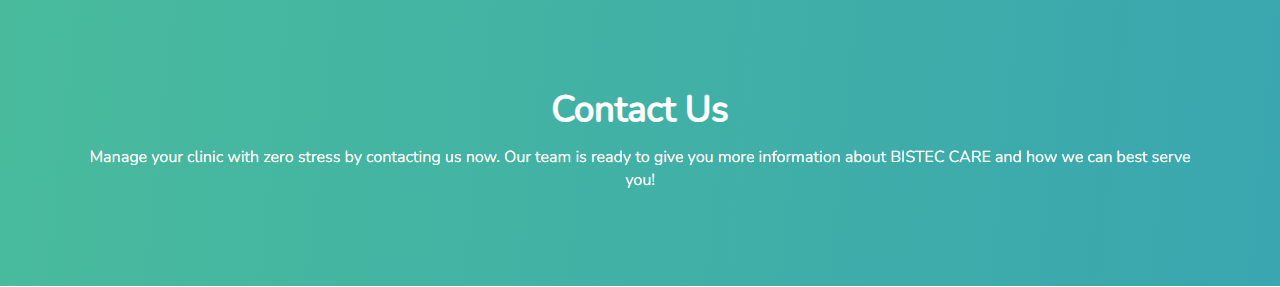 Contact Us
Manage your clinic with zero stress by contacting us now. Our team is ready to give you more information about BISTEC CARE and how we can best serve
you!